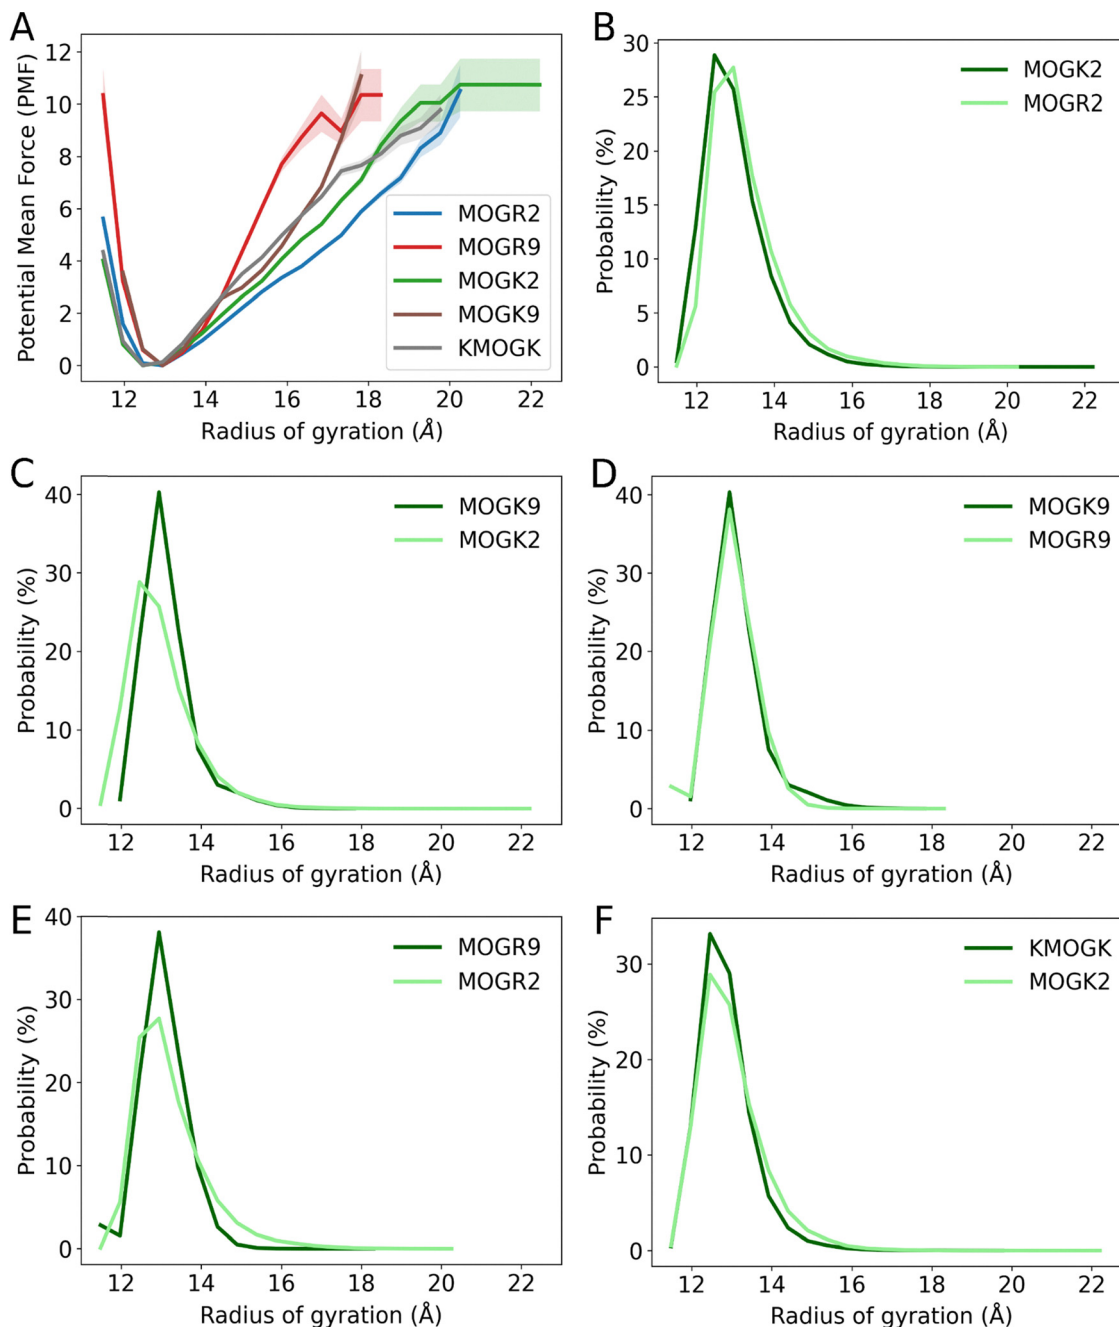 A
Potential Mean Force (PMF)
12
10
8
6
4
2
0
MOGR2
MOGR9
MOGK2
MOGK9
KMOGK
12 14 16 18 20 22
Radius of gyration (Å)
B
Probability (%)
30
25
20
15
10
5
0
MOGK2
MOGR2
12 14 16 18 20 22
Radius of gyration (Å)
C
Probability (%)
40
30
20
10
0
MOGK9
MOGK2
12 14 16 18 20 22
Radius of gyration (Å)
D
Probability (%)
40
30
20
10
0
MOGK9
MOGR9
12 14 16 18 20 22
Radius of gyration (Å)
E
Probability (%)
40
30
20
10
0
MOGR9
MOGR2
12 14 16 18 20 22
Radius of gyration (Å)
F
Probability (%)
30
20
10
0
KMOGK
MOGK2
12 14 16 18 20 22
Radius of gyration (Å)